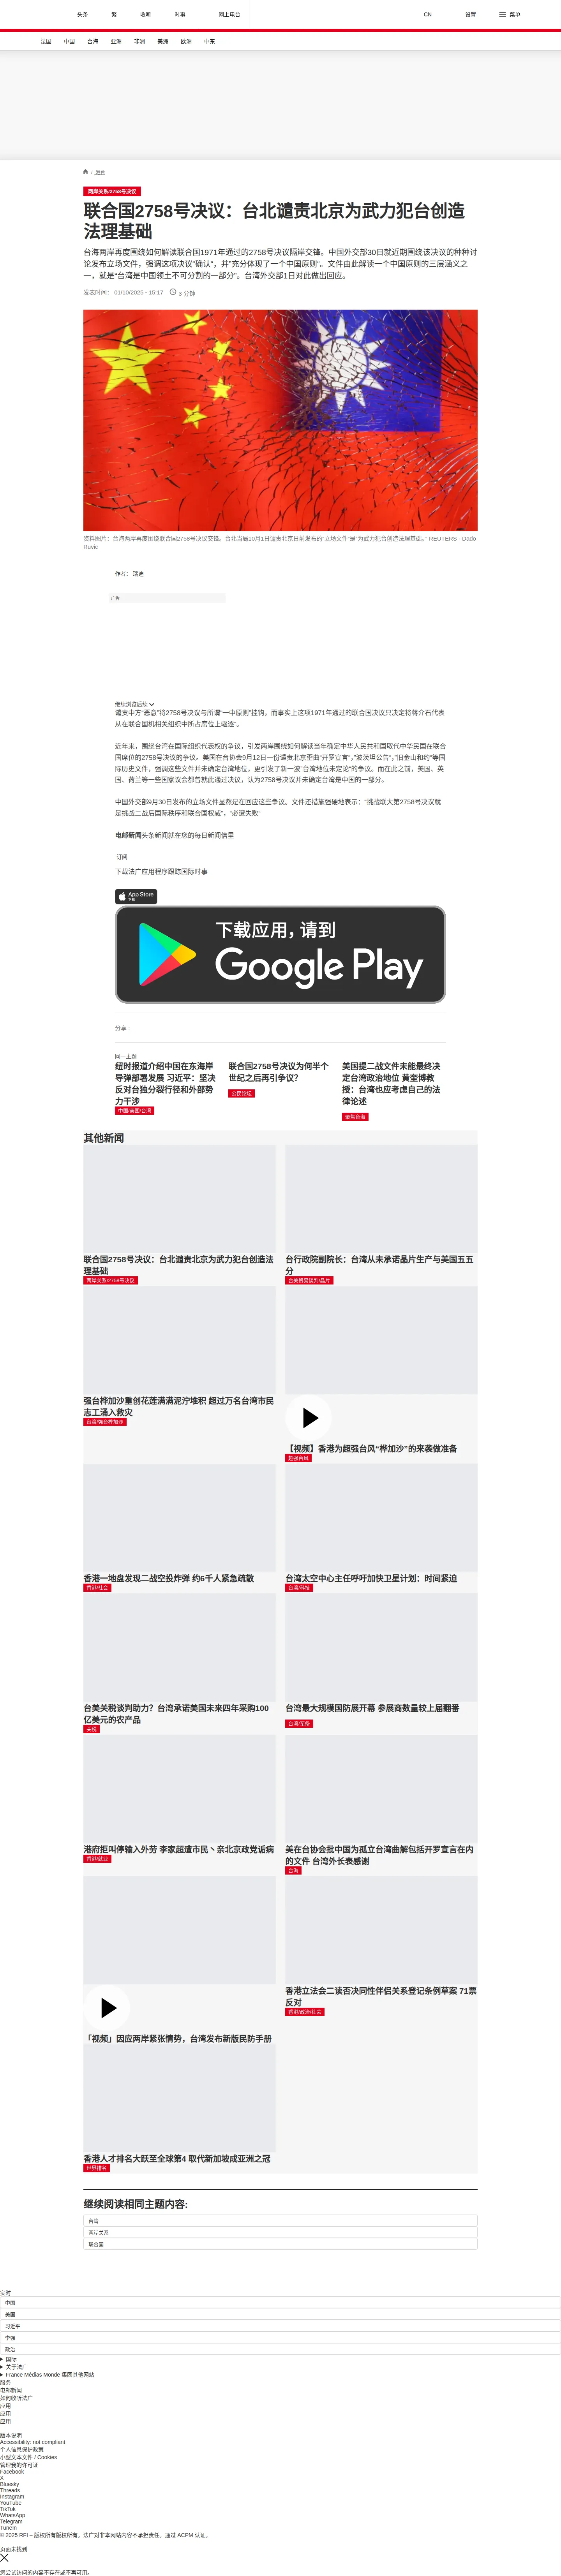 头条
繁
收听
时事
网上电台
CN
设置
菜单
法国
中国
台海
亚洲
非洲
美洲
欧洲
中东
/ 港台
两岸关系/2758号决议
联合国2758号决议：台北谴责北京为武力犯台创造
法理基础
台海两岸再度围绕如何解读联合国1971年通过的2758号决议隔岸交锋。中国外交部30日就近期围绕该决议的种种讨
论发布立场文件，强调这项决议“确认”，并”充分体现了一个中国原则“。文件由此解读一个中国原则的三层涵义之
一，就是“台湾是中国领土不可分割的一部分”。台湾外交部1日对此做出回应。
发表时间： 01/10/2025 - 15:17
3 分钟
资料图片：台海两岸再度围绕联合国2758号决议交锋。台北当局10月1日谴责北京日前发布的”立场文件”是“为武力犯台创造法理基础。” REUTERS - Dado
Ruvic
作者： 瑞迪
广告
继续浏览后续
谴责中方“恶意”将2758号决议与所谓“一中原则”挂钩，而事实上这项1971年通过的联合国决议只决定将蒋介石代表
从在联合国机相关组织中所占席位上驱逐“。
近年来，围绕台湾在国际组织代表权的争议，引发两岸围绕如何解读当年确定中华人民共和国取代中华民国在联合
国席位的2758号决议的争议。美国在台协会9月12日一份谴责北京歪曲“开罗宣言“，”波茨坦公告”，”旧金山和约”等国
际历史文件，强调这些文件并未确定台湾地位，更引发了新一波“台湾地位未定论“的争议。而在此之前，美国、英
国、荷兰等一些国家议会都曾就此通过决议，认为2758号决议并未确定台湾是中国的一部分。
中国外交部9月30日发布的立场文件显然是在回应这些争议。文件还措施强硬地表示：“挑战联大第2758号决议就
是挑战二战后国际秩序和联合国权威”，“必遭失败”
电邮新闻头条新闻就在您的每日新闻信里
订阅
下载法广应用程序跟踪国际时事
App Store
下载
下载应用，请到
Google Play
分享 :
同一主题
纽时报道介绍中国在东海岸
导弹部署发展 习近平：坚决
反对台独分裂行径和外部势
力干涉
中国/美国/台湾
联合国2758号决议为何半个
世纪之后再引争议？
公民论坛
美国提二战文件未能最终决
定台湾政治地位 黄奎博教
授：台湾也应考虑自己的法
律论述
聚焦台海
其他新闻
联合国2758号决议：台北谴责北京为武力犯台创造法
理基础
两岸关系/2758号决议
台行政院副院长：台湾从未承诺晶片生产与美国五五
分
台美贸易谈判/晶片
强台桦加沙重创花莲满满泥泞堆积 超过万名台湾市民
志工涌入救灾
台湾/强台桦加沙
【视频】香港为超强台风“桦加沙”的来袭做准备
超强台风
香港一地盘发现二战空投炸弹 约6千人紧急疏散
香港/社会
台湾太空中心主任呼吁加快卫星计划：时间紧迫
台湾/科技
台美关税谈判助力？台湾承诺美国未来四年采购100
亿美元的农产品
关税
台湾最大规模国防展开幕 参展商数量较上届翻番
台湾/军备
港府拒叫停输入外劳 李家超遭市民丶亲北京政党诟病
香港/就业
美在台协会批中国为孤立台湾曲解包括开罗宣言在内
的文件 台湾外长表感谢
台海
「视频」因应两岸紧张情势，台湾发布新版民防手册
香港立法会二读否决同性伴侣关系登记条例草案 71票
反对
香港/政治/社会
香港人才排名大跃至全球第4 取代新加坡成亚洲之冠
世界排名
继续阅读相同主题内容:
台湾
两岸关系
联合国
实时
中国
美国
习近平
李强
政治
国际
关于法广
France Médias Monde 集团其他网站
服务
电邮新闻
如何收听法广
应用
应用
应用
版本说明
Accessibility: not compliant
个人信息保护政策
小型文本文件 / Cookies
管理我的许可证
Facebook
X
Bluesky
Threads
Instagram
YouTube
TikTok
WhatsApp
Telegram
TuneIn
© 2025 RFI – 版权所有版权所有。法广对非本网站内容不承担责任。通过 ACPM 认证。
页面未找到
您尝试访问的内容不存在或不再可用。